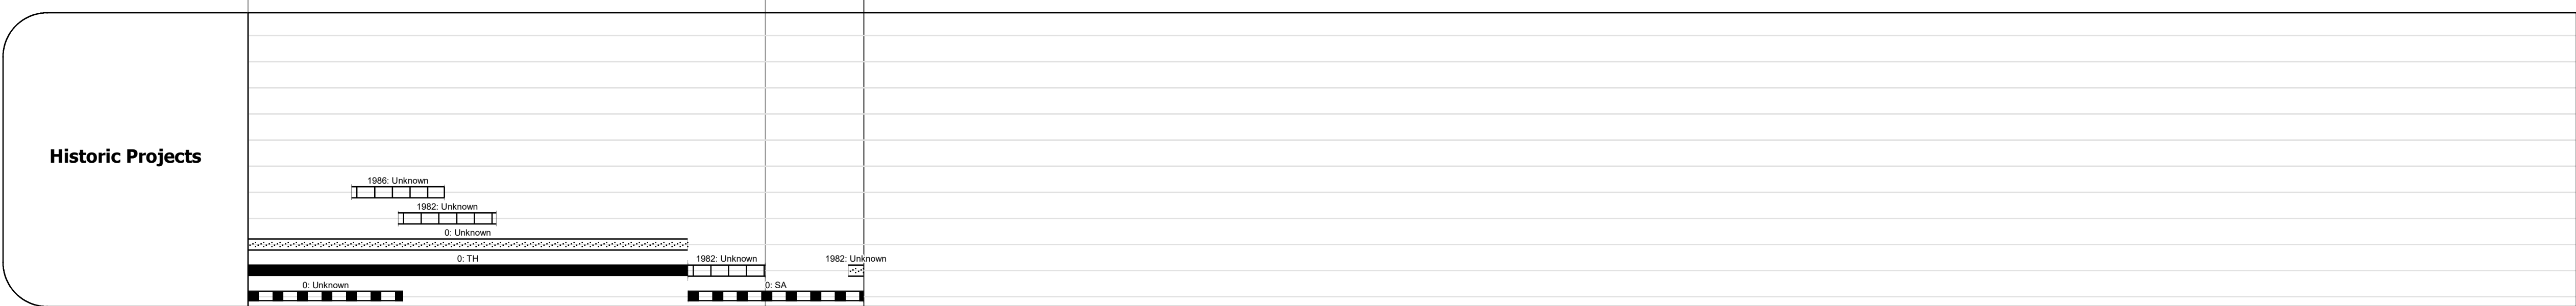 Historic Projects
1986: Unknown
1982: Unknown
0: Unknown
0: TH
1982: Unknown
1982: Unknown
0: Unknown
0: SA